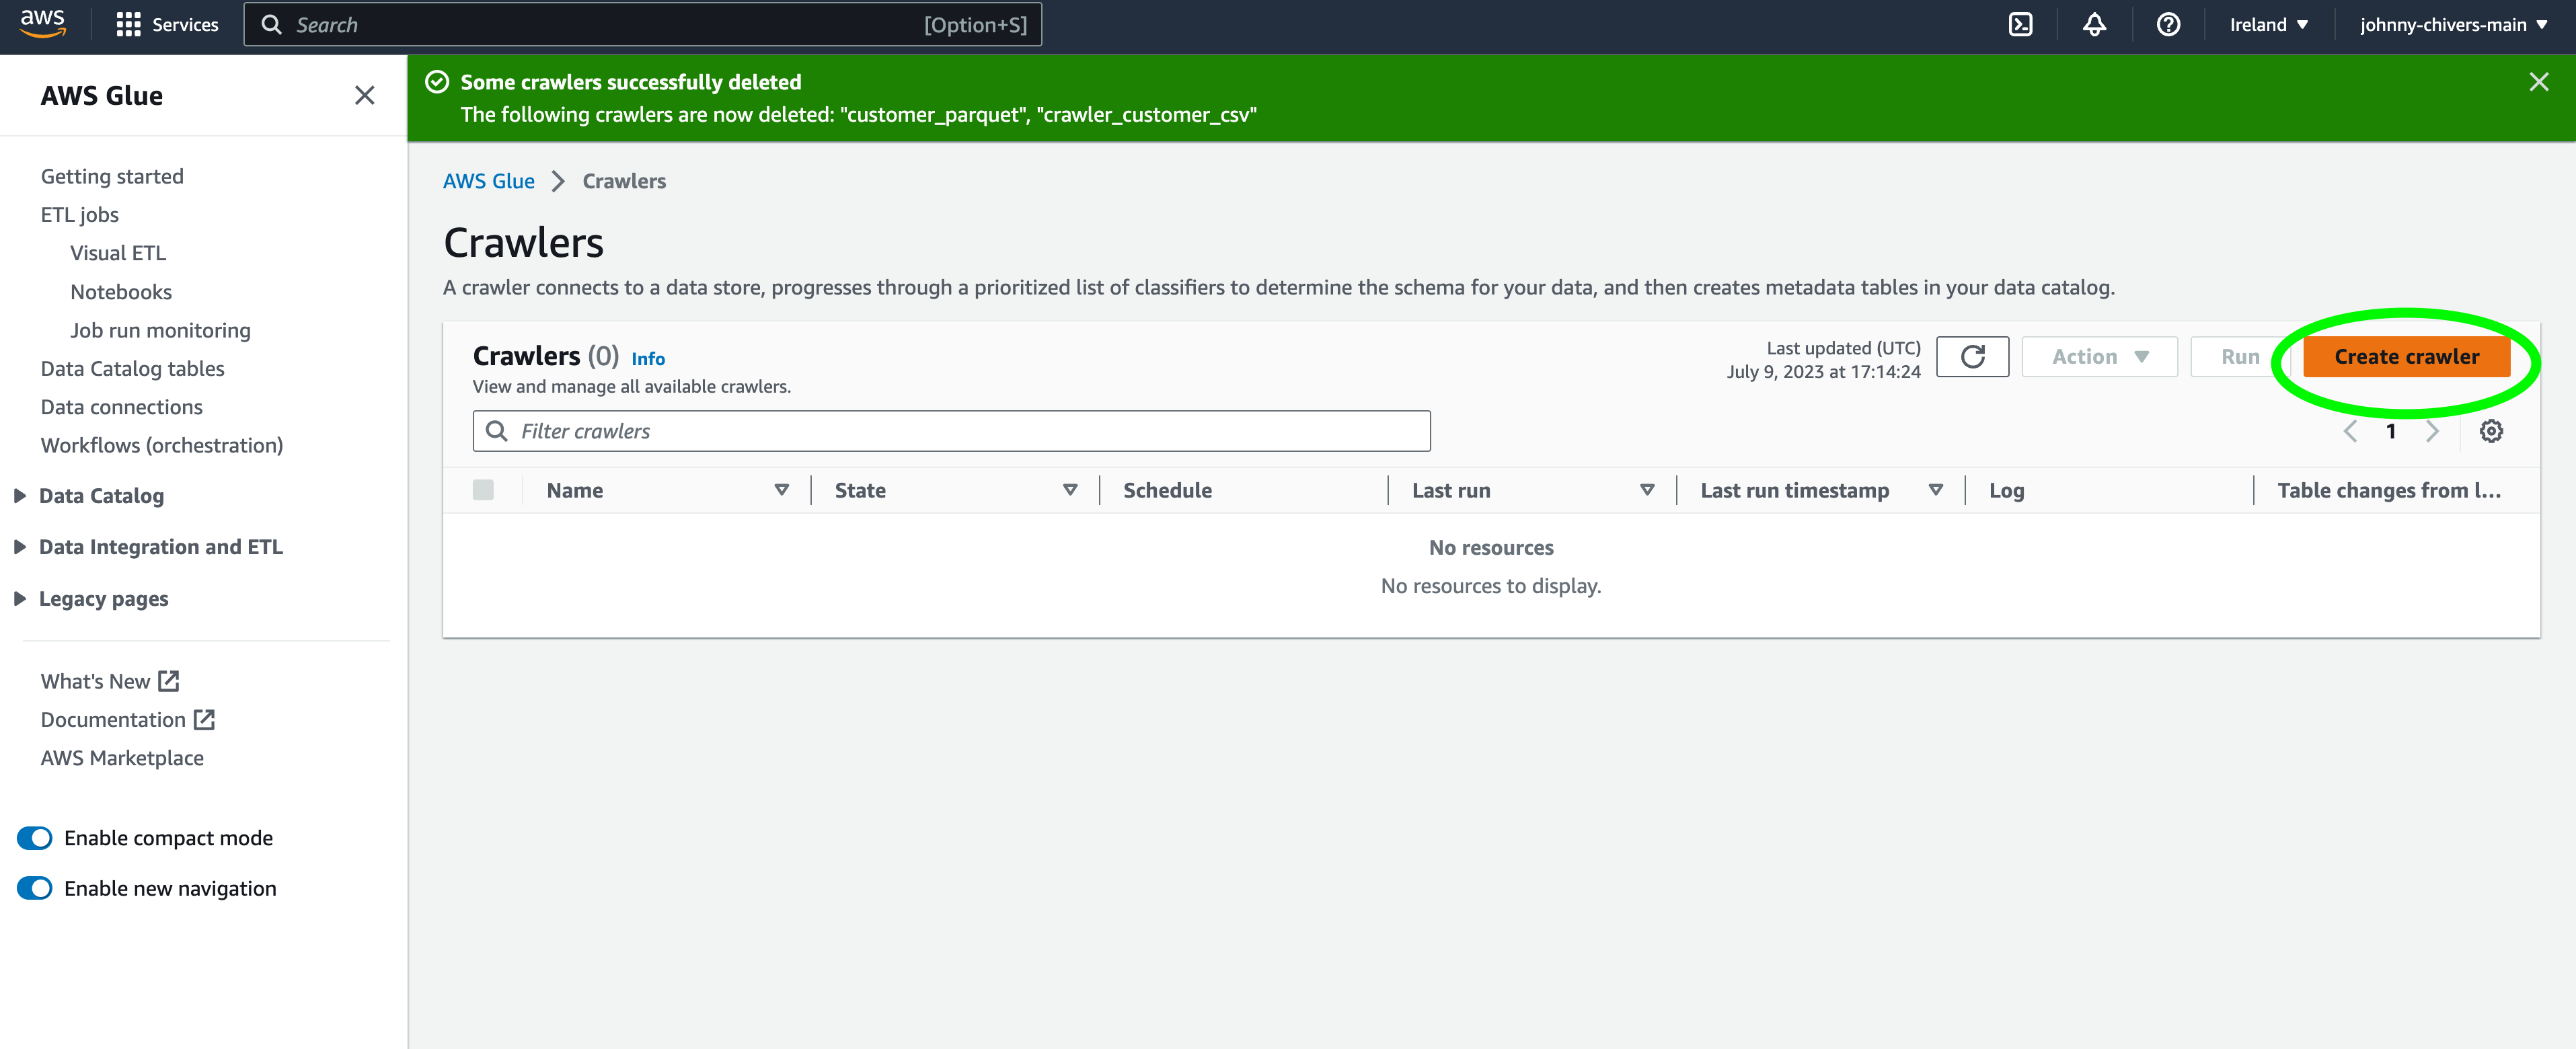 aws
Services
Search
[Option+S]
Ireland
johnny-chivers-main
AWS Glue
Getting started
ETL jobs
Visual ETL
Notebooks
Job run monitoring
Data Catalog tables
Data connections
Workflows (orchestration)
Data Catalog
Data Integration and ETL
Legacy pages
What's New
Documentation
AWS Marketplace
Enable compact mode
Enable new navigation
Some crawlers successfully deleted
The following crawlers are now deleted: "customer_parquet", "crawler_customer_csv"
AWS Glue
Crawlers
Crawlers
A crawler connects to a data store, progresses through a prioritized list of classifiers to determine the schema for your data, and then creates metadata tables in your data catalog.
Crawlers (0) Info
View and manage all available crawlers.
Last updated (UTC)
July 9, 2023 at 17:14:24
Action
Run
Create crawler
Filter crawlers
1
Name
State
Schedule
Last run
Last run timestamp
Log
Table changes from l...
No resources
No resources to display.